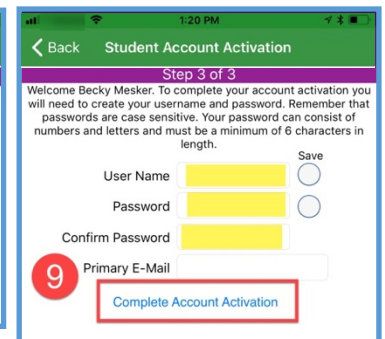 1:20 PM
Back Student Account Activation
Step 3 of 3
Welcome Becky Mesker. To complete your account activation you
will need to create your username and password. Remember that
passwords are case sensitive. Your password can consist of
numbers and letters and must be a minimum of 6 characters in
length.
Save
User Name
Password
Confirm Password
9
Primary E-Mail
Complete Account Activation